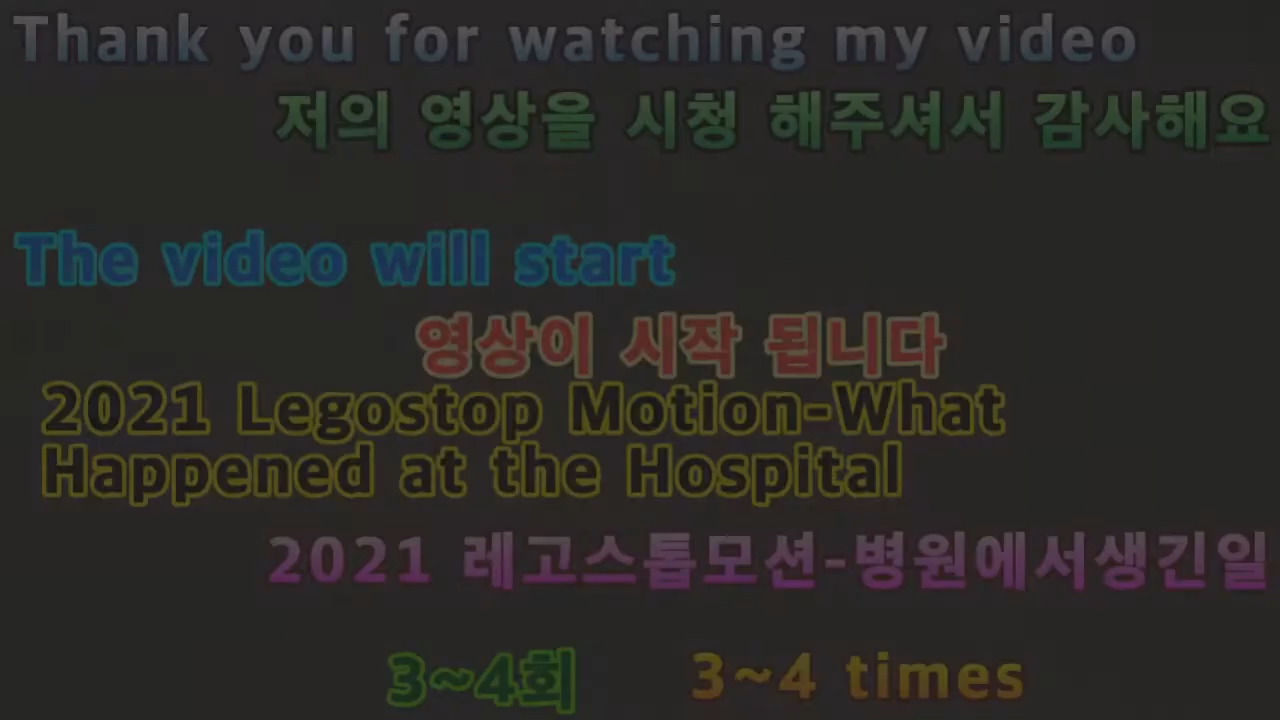 Thank you for watching my video
저의 영상을 시청 해주셔서 감사해요
The video will start
영상이 시작 됩니다
2021 Legostop Motion-What
Happened at the Hospital
2021 레고스톱모션-병원에서생긴일
3~4회 3~4 times